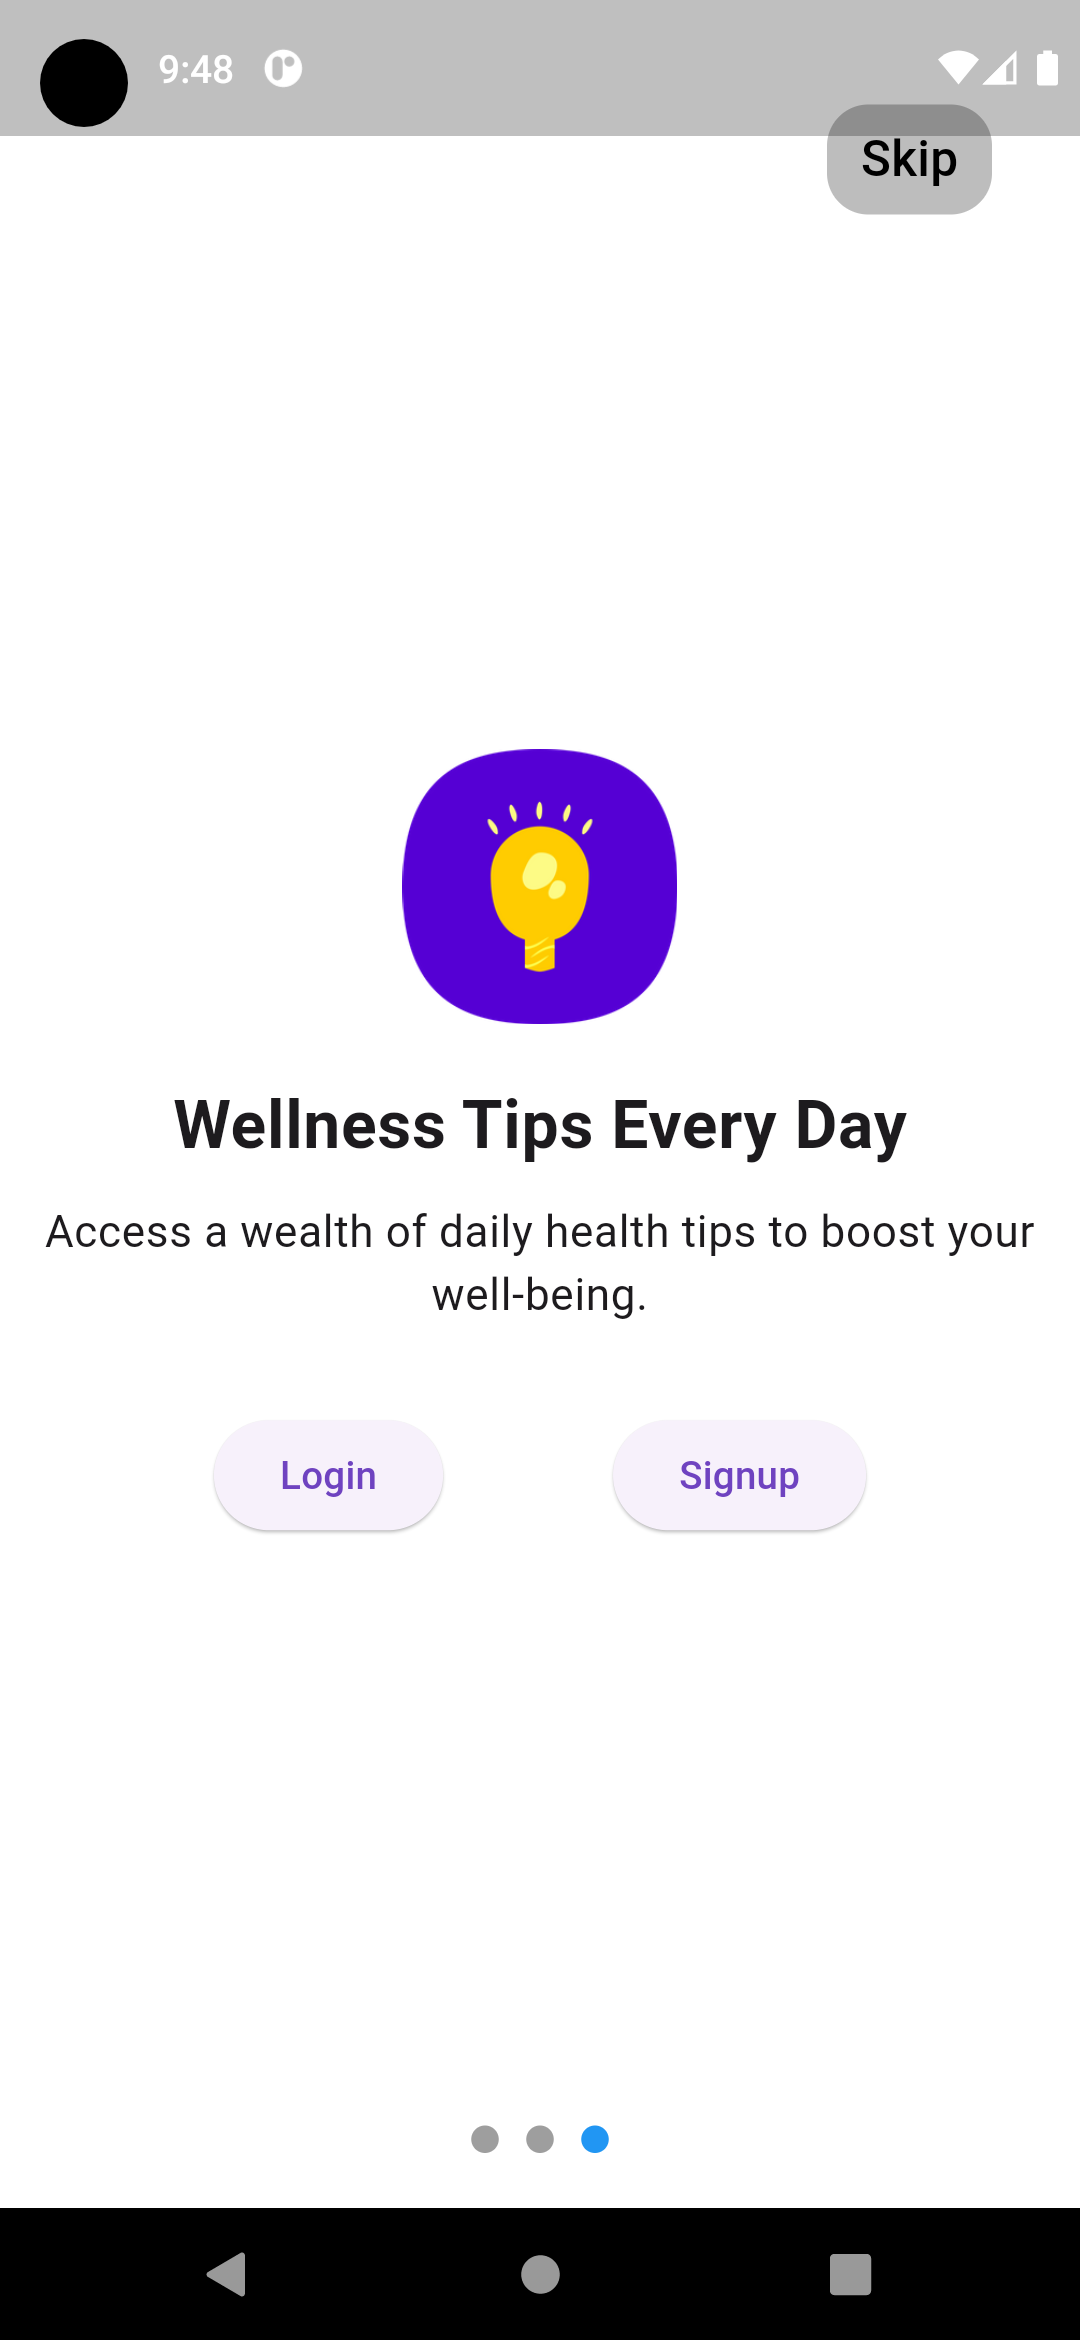 9:48
Skip
Wellness Tips Every Day
Access a wealth of daily health tips to boost your
well-being.
Login
Signup